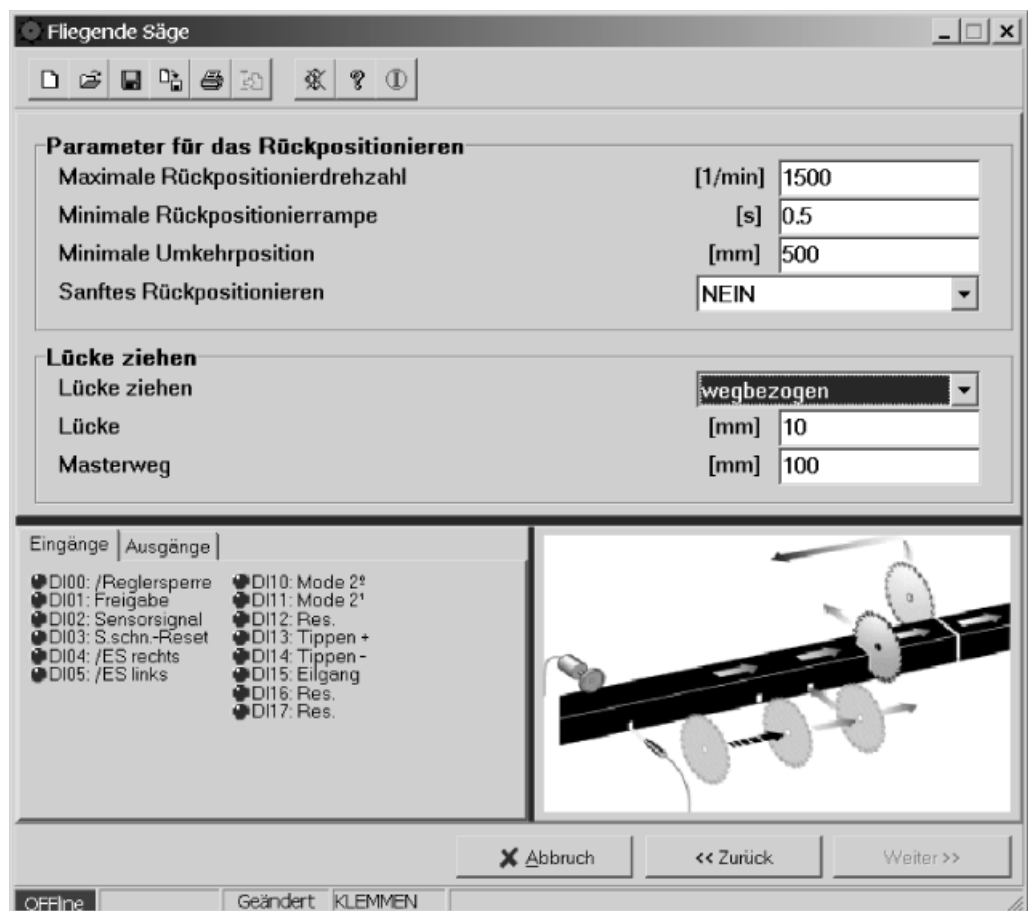 Fliegende Säge
Parameter für das Rückpositionieren
Maximale Rückpositionierdrehzahl [1/min] 1500
Minimale Rückpositionierrampe [s] 0.5
Minimale Umkehrposition [mm] 500
Sanftes Rückpositionieren NEIN
Lücke ziehen
Lücke ziehen wegbezogen
Lücke [mm] 10
Masterweg [mm] 100
Eingänge Ausgänge
DI00: /Reglersperre DI10: Mode 2º
DI01: Freigabe DI11: Mode 2¹
DI02: Sensorsignal DI12: Res.
DI03: S.schn.-Reset DI13: Tippen +
DI04: /ES rechts DI14: Tippen -
DI05: /ES links DI15: Eilgang
DI16: Res.
DI17: Res.
Abbruch << Zurück Weiter >>
OFFline Geändert KLEMMEN